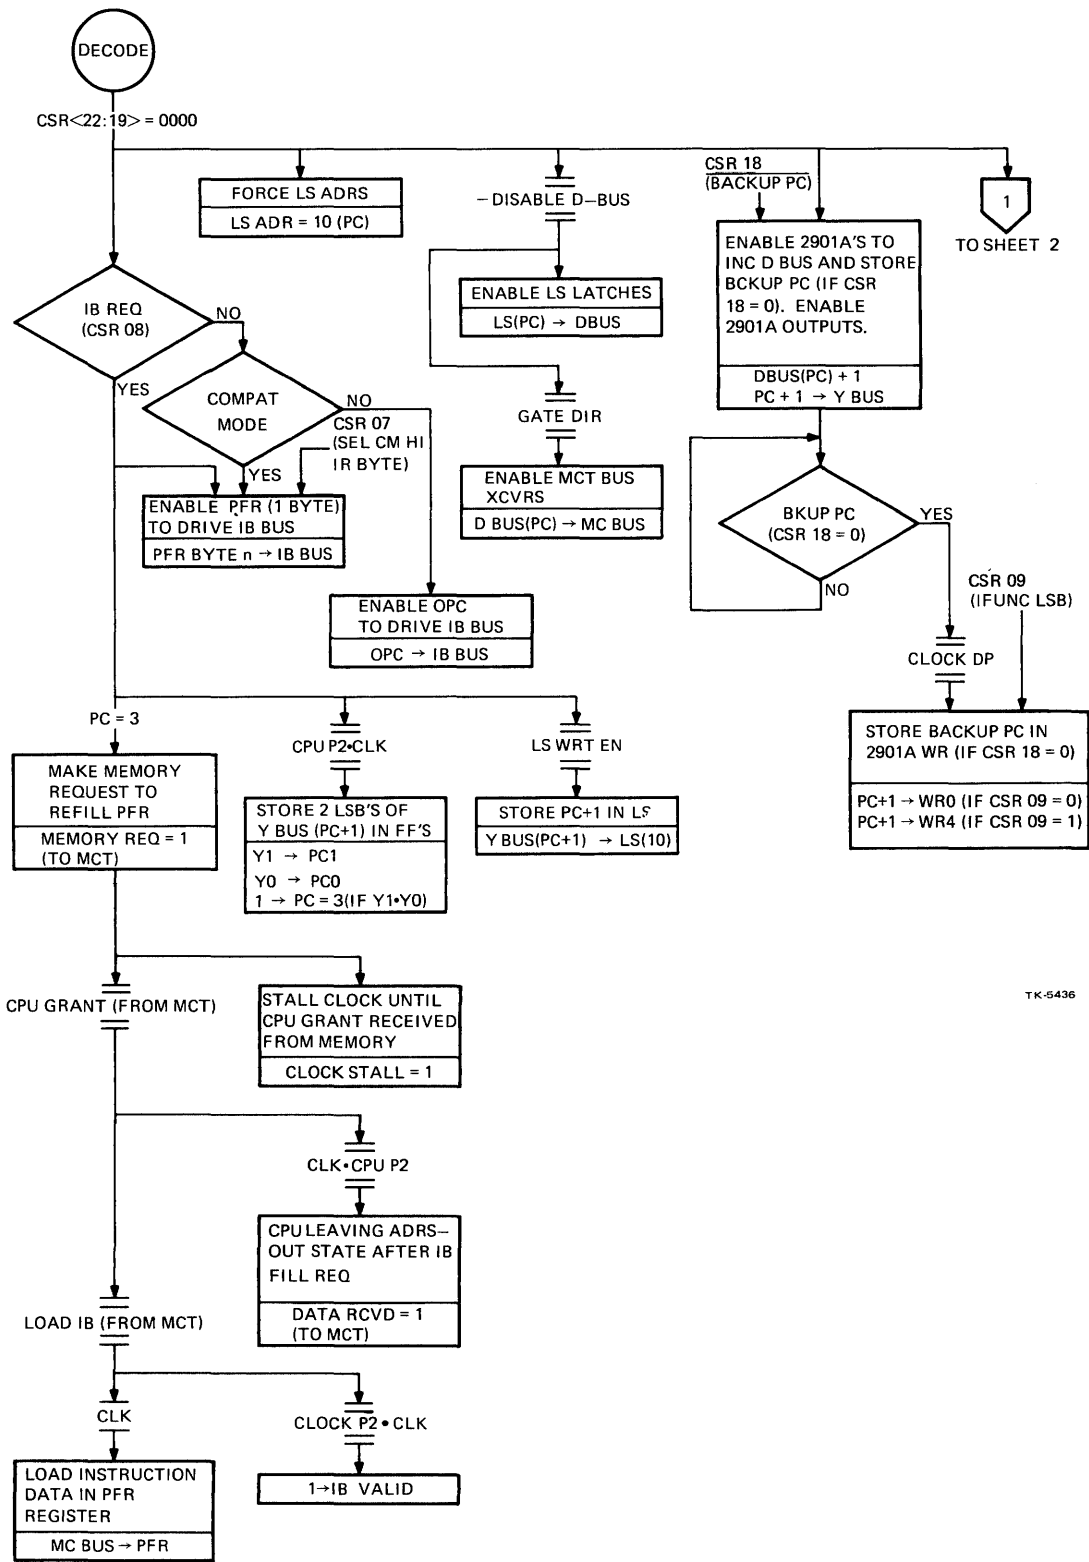 DECODE
CSR<22:19> = 0000
FORCE LS ADRS
LS ADR = 10 (PC)
–DISABLE D–BUS
CSR 18
(BACKUP PC)
1
TO SHEET 2
ENABLE 2901A'S TO
INC D BUS AND STORE
BCKUP PC (IF CSR
18 = 0). ENABLE
2901A OUTPUTS.
DBUS(PC) + 1
PC + 1 → Y BUS
IB REQ
(CSR 08)
NO
YES
ENABLE LS LATCHES
LS(PC) → DBUS
COMPAT
MODE
NO
YES
CSR 07
(SEL CM HI
IR BYTE)
GATE DIR
ENABLE MCT BUS
XCVRS
D BUS(PC) → MC BUS
ENABLE PFR (1 BYTE)
TO DRIVE IB BUS
PFR BYTE n → IB BUS
BKUP PC
(CSR 18 = 0)
YES
NO
CSR 09
(IFUNC LSB)
ENABLE OPC
TO DRIVE IB BUS
OPC → IB BUS
CLOCK DP
STORE BACKUP PC IN
2901A WR (IF CSR 18 = 0)
PC+1 → WR0 (IF CSR 09 = 0)
PC+1 → WR4 (IF CSR 09 = 1)
PC = 3
CPU P2•CLK
LS WRT EN
MAKE MEMORY
REQUEST TO
REFILL PFR
MEMORY REQ = 1
(TO MCT)
STORE 2 LSB'S OF
Y BUS (PC+1) IN FF'S
Y1 → PC1
Y0 → PC0
1 → PC = 3(IF Y1•Y0)
STORE PC+1 IN LS
Y BUS(PC+1) → LS(10)
CPU GRANT (FROM MCT)
STALL CLOCK UNTIL
CPU GRANT RECEIVED
FROM MEMORY
CLOCK STALL = 1
TK-5436
CLK•CPU P2
CPU LEAVING ADRS–
OUT STATE AFTER IB
FILL REQ
DATA RCVD = 1
(TO MCT)
LOAD IB (FROM MCT)
CLK
CLOCK P2 • CLK
LOAD INSTRUCTION
DATA IN PFR
REGISTER
MC BUS → PFR
1→IB VALID